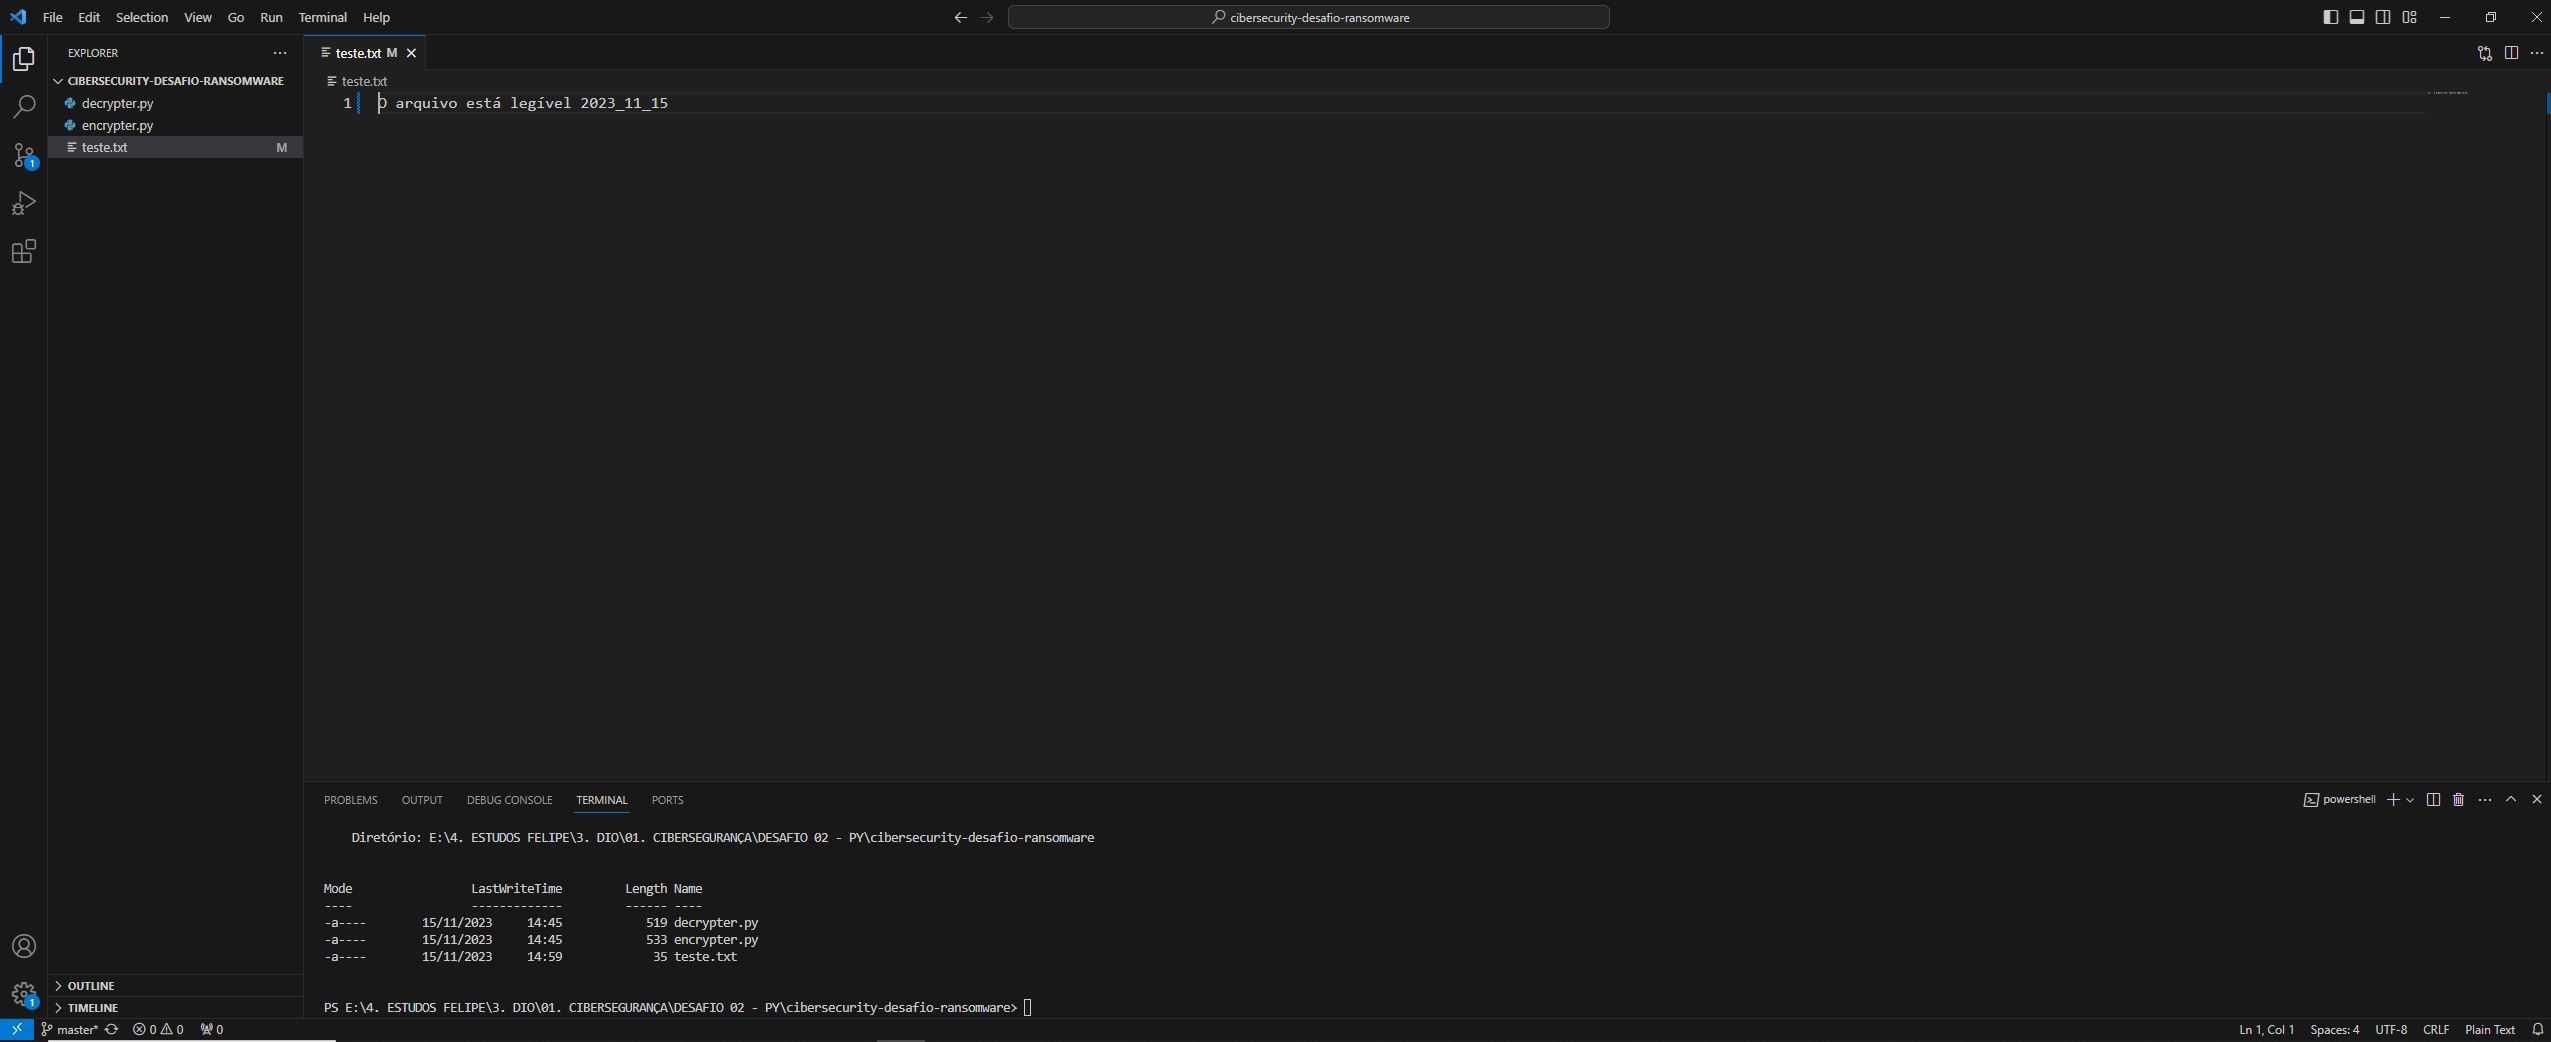 File Edit Selection View Go Run Terminal Help
cibersecurity-desafio-ransomware
EXPLORER
CIBERSECURITY-DESAFIO-RANSOMWARE
decrypter.py
encrypter.py
teste.txt M
1
teste.txt M
teste.txt
1 O arquivo está legível 2023_11_15
PROBLEMS OUTPUT DEBUG CONSOLE TERMINAL PORTS
powershell
Diretório: E:\4. ESTUDOS FELIPE\3. DIO\01. CIBERSEGURANÇA\DESAFIO 02 - PY\cibersecurity-desafio-ransomware
Mode LastWriteTime Length Name
---- ------------- ------ ----
-a---- 15/11/2023 14:45 519 decrypter.py
-a---- 15/11/2023 14:45 533 encrypter.py
-a---- 15/11/2023 14:59 35 teste.txt
PS E:\4. ESTUDOS FELIPE\3. DIO\01. CIBERSEGURANÇA\DESAFIO 02 - PY\cibersecurity-desafio-ransomware>
OUTLINE
1
TIMELINE
master* 0 0 0
Ln 1, Col 1 Spaces: 4 UTF-8 CRLF Plain Text